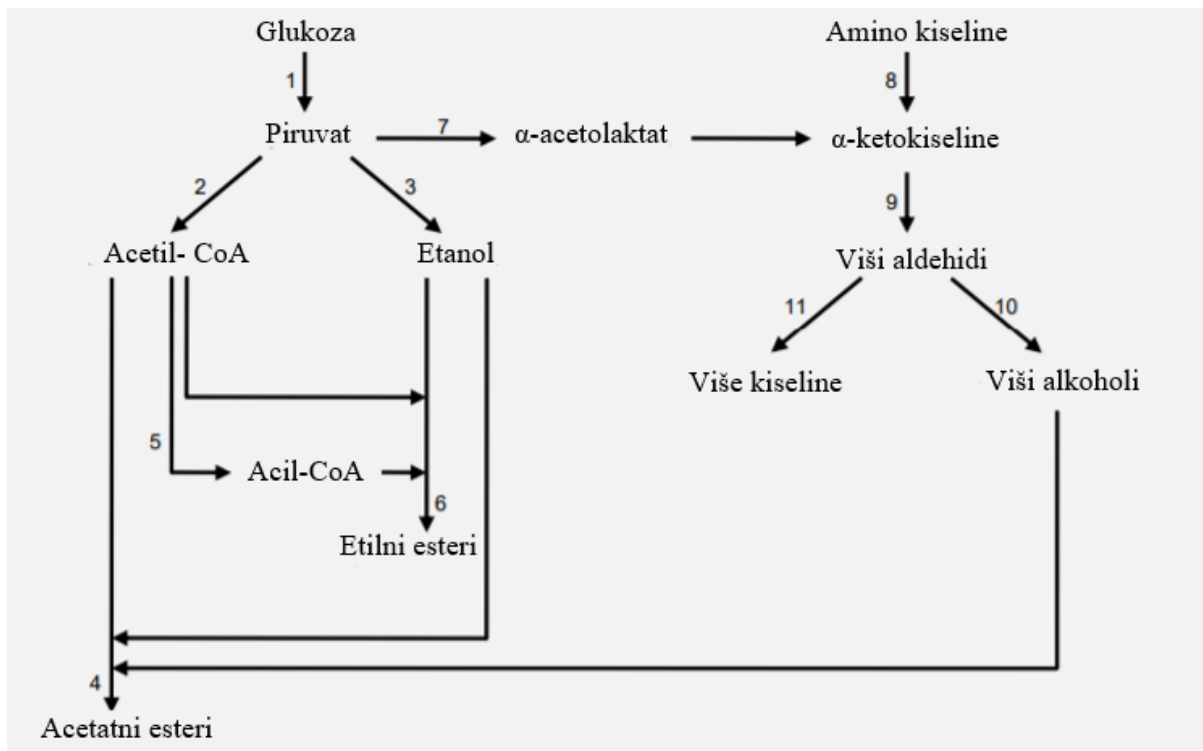 Glukoza
Amino kiseline
1
8
Piruvat
7
α-acetolaktat
α-ketokiseline
2
3
9
Acetil- CoA
Etanol
Viši aldehidi
11
10
Više kiseline
Viši alkoholi
5
Acil-CoA
6
Etilni esteri
4
Acetatni esteri